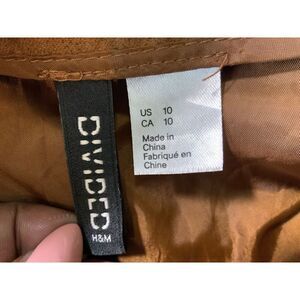 DIVIDED
H&M
US 10
CA 10
Made in
China
Fabriqué en
Chine